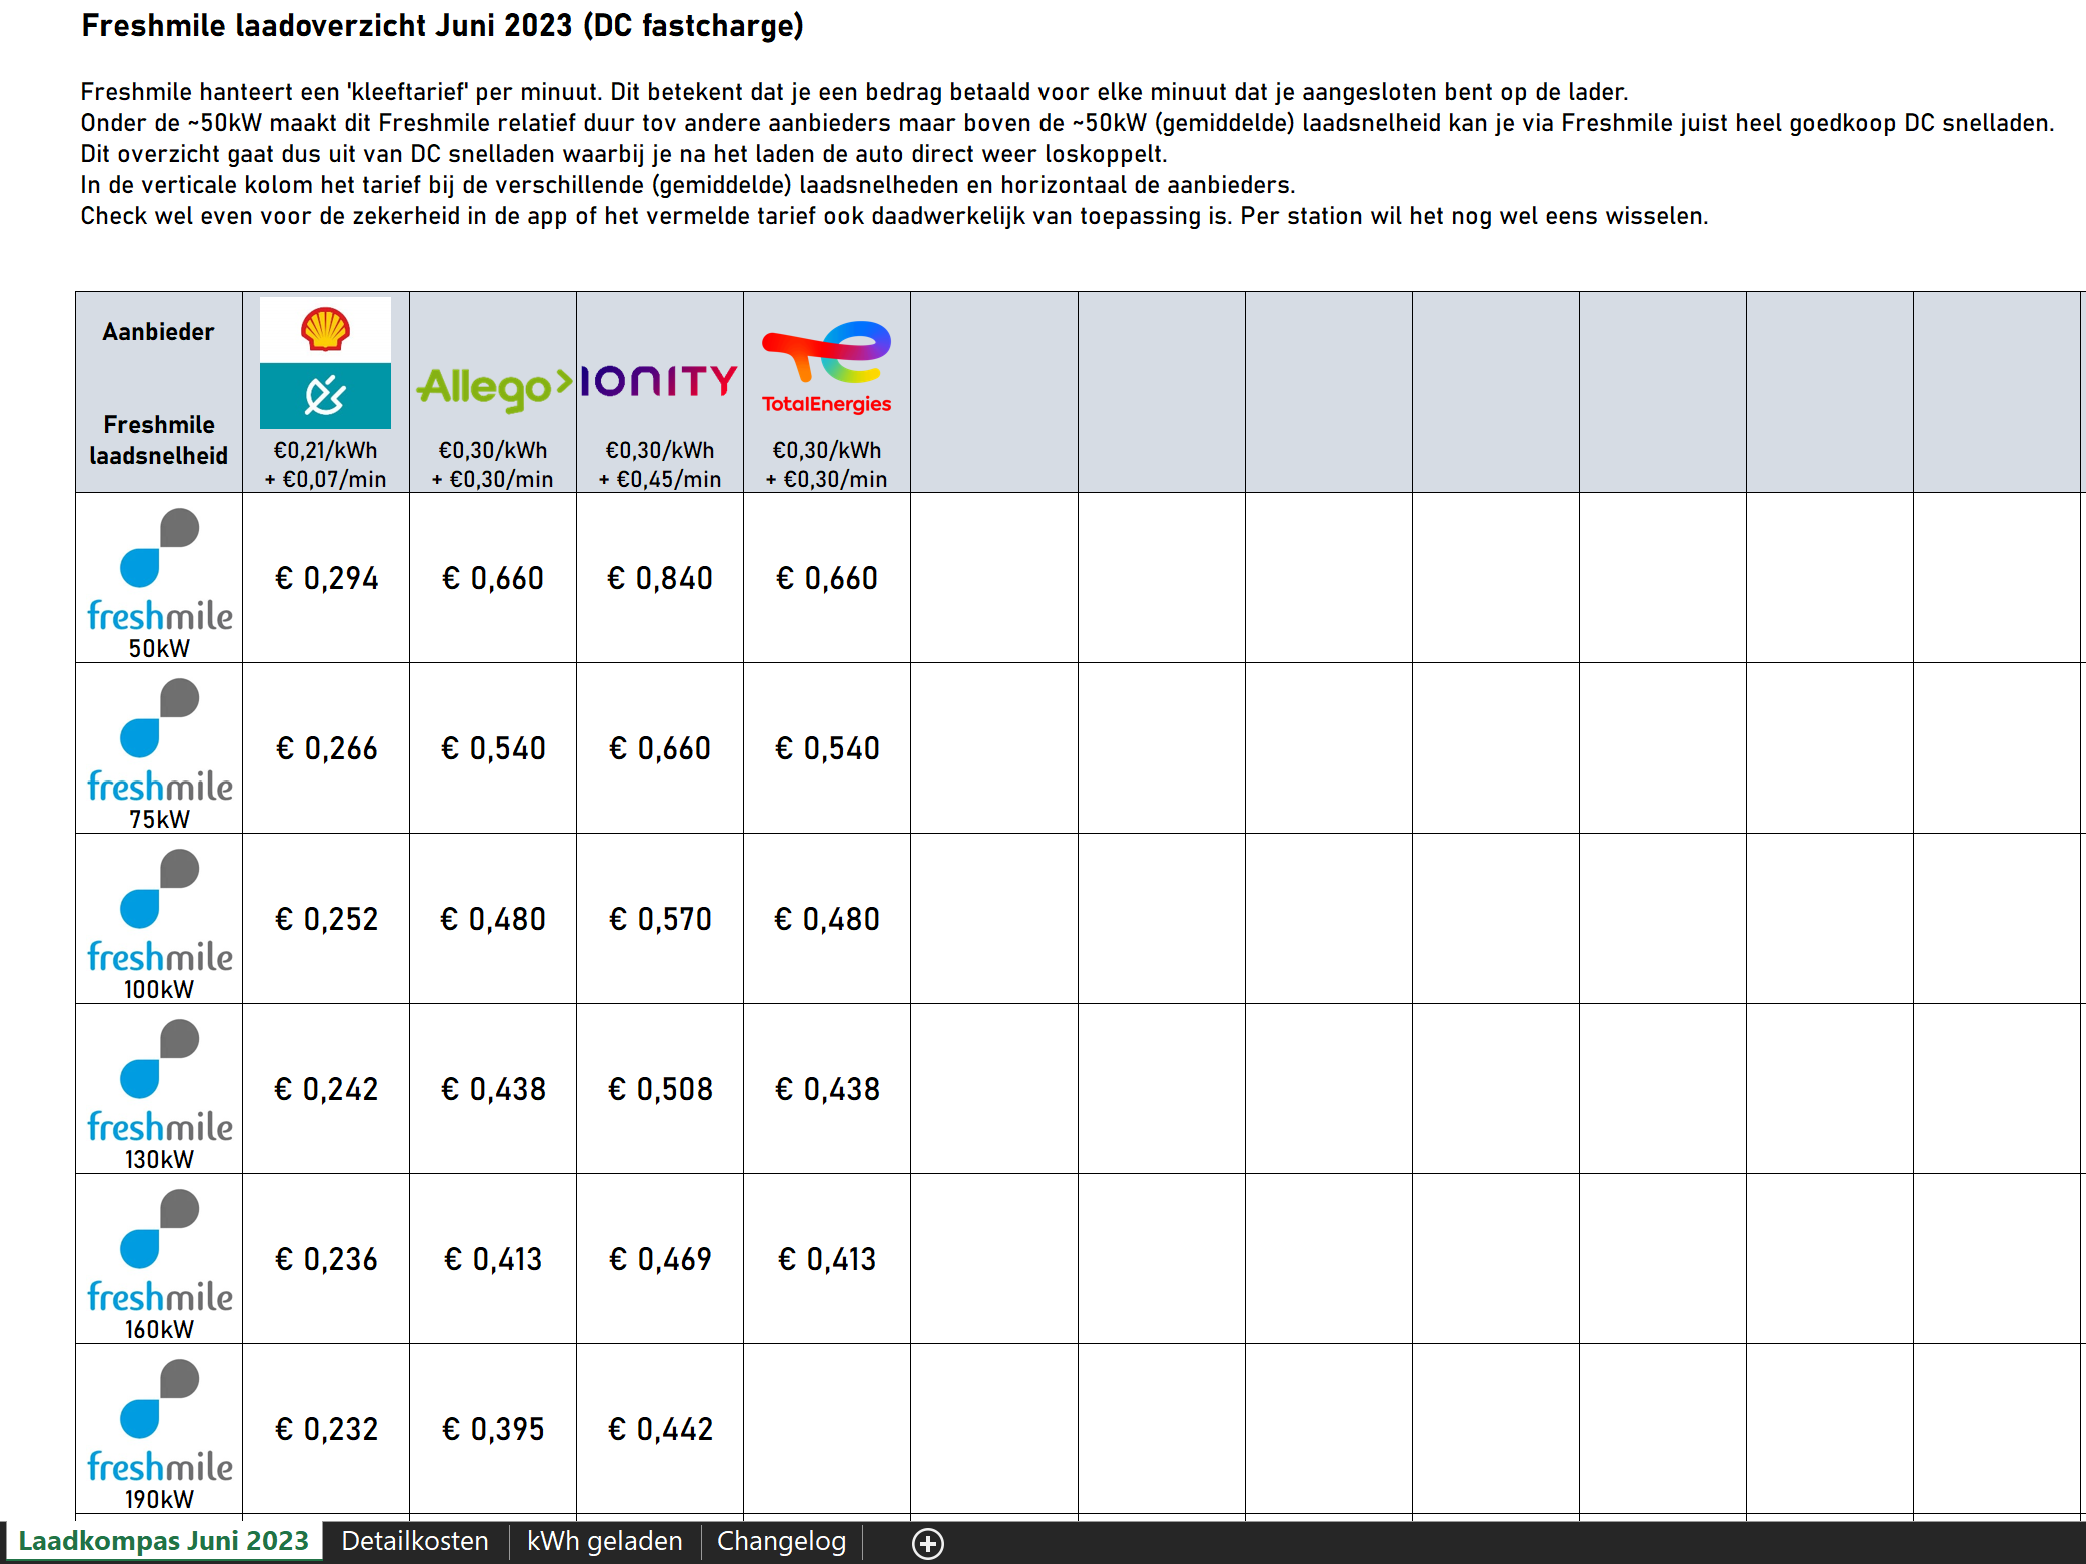 Freshmile laadoverzicht Juni 2023 (DC fastcharge)
Freshmile hanteert een 'kleeftarief' per minuut. Dit betekent dat je een bedrag betaald voor elke minuut dat je aangesloten bent op de lader.
Onder de ~50kW maakt dit Freshmile relatief duur tov andere aanbieders maar boven de ~50kW (gemiddelde) laadsnelheid kan je via Freshmile juist heel goedkoop DC snelladen.
Dit overzicht gaat dus uit van DC snelladen waarbij je na het laden de auto direct weer loskoppelt.
In de verticale kolom het tarief bij de verschillende (gemiddelde) laadsnelheden en horizontaal de aanbieders.
Check wel even voor de zekerheid in de app of het vermelde tarief ook daadwerkelijk van toepassing is. Per station wil het nog wel eens wisselen.
Aanbieder
Allego> IONITY TotalEnergies
Freshmile
laadsnelheid
€0,21/kWh €0,30/kWh €0,30/kWh €0,30/kWh
+ €0,07/min + €0,30/min + €0,45/min + €0,30/min
freshmile
50kW
€ 0,294 € 0,660 € 0,840 € 0,660
freshmile
75kW
€ 0,266 € 0,540 € 0,660 € 0,540
freshmile
100kW
€ 0,252 € 0,480 € 0,570 € 0,480
freshmile
130kW
€ 0,242 € 0,438 € 0,508 € 0,438
freshmile
160kW
€ 0,236 € 0,413 € 0,469 € 0,413
freshmile
190kW
€ 0,232 € 0,395 € 0,442
Laadkompas Juni 2023 Detailkosten kWh geladen Changelog